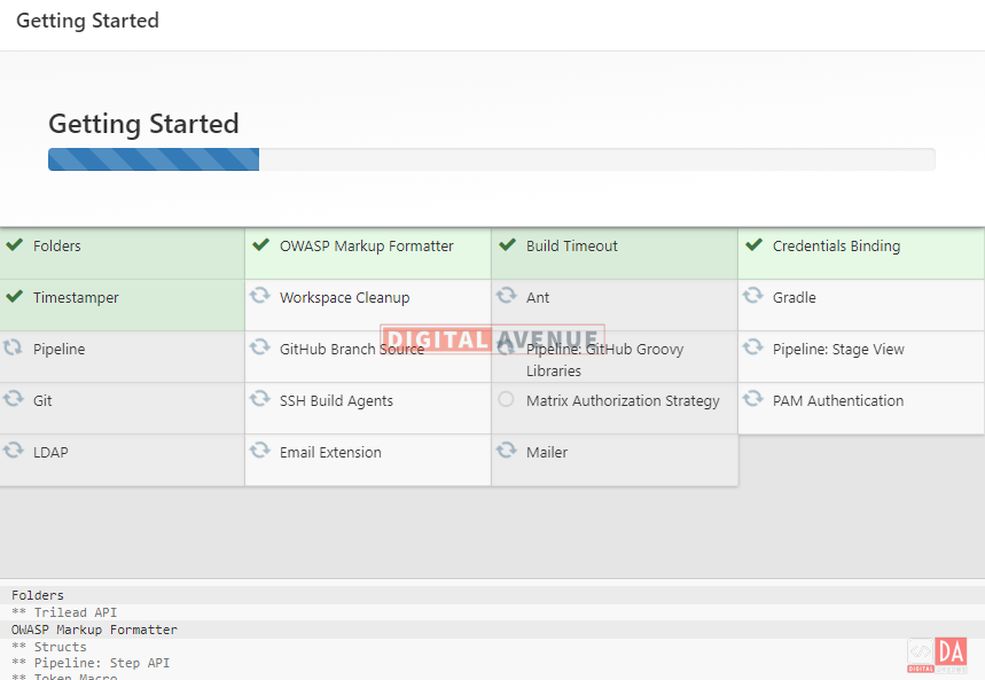 Getting Started
Getting Started
Folders
OWASP Markup Formatter
Build Timeout
Credentials Binding
Timestamper
Workspace Cleanup
Ant
Gradle
DIGITAL AVENUE
Pipeline
GitHub Branch Source
Pipeline: GitHub Groovy
Libraries
Pipeline: Stage View
Git
SSH Build Agents
Matrix Authorization Strategy
PAM Authentication
LDAP
Email Extension
Mailer
Folders
** Trilead API
OWASP Markup Formatter
** Structs
** Pipeline: Step API
** Token Macro
</> DA
DIGITAL